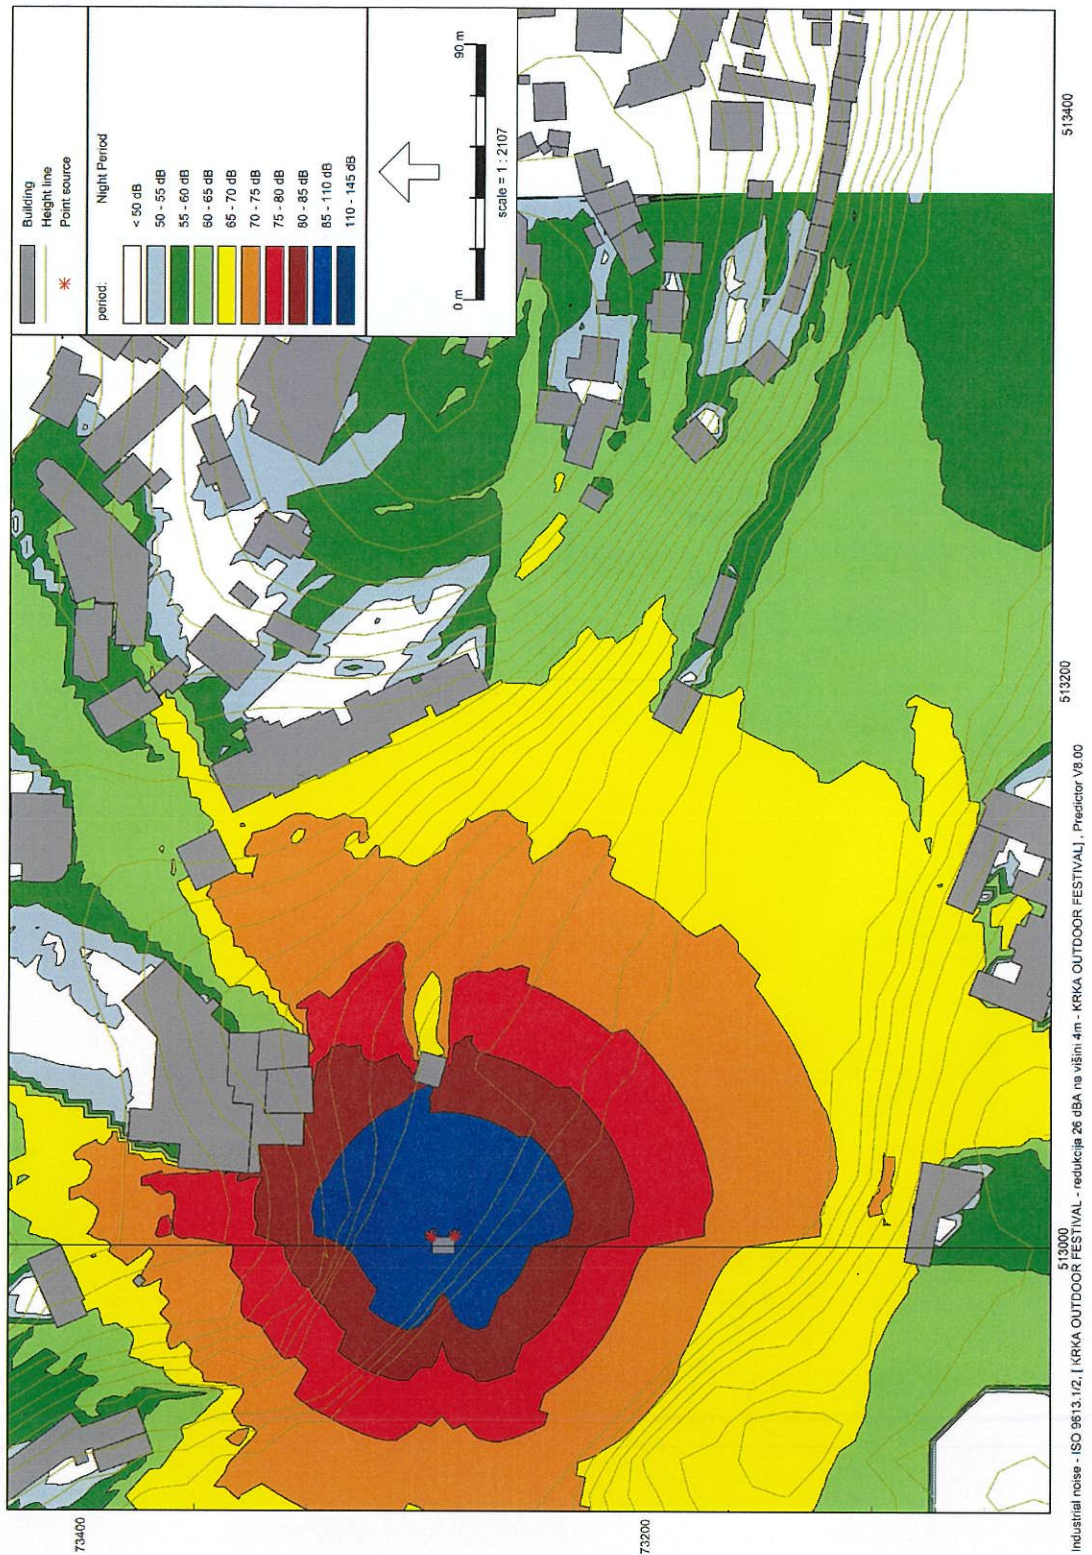 Building
Height line
Point source
period:
Night Period
< 50 dB
50 - 55 dB
55 - 60 dB
60 - 65 dB
65 - 70 dB
70 - 75 dB
75 - 80 dB
80 - 85 dB
85 - 110 dB
110 - 145 dB
0 m
90 m
scale = 1 : 2107
73400
73200
513000
513200
513400
Industrial noise - ISO 9613.1/2, [ KRKA OUTDOOR FESTIVAL - redukcija 26 dBA na višini 4m - KRKA OUTDOOR FESTIVAL] , Predictor V8.00